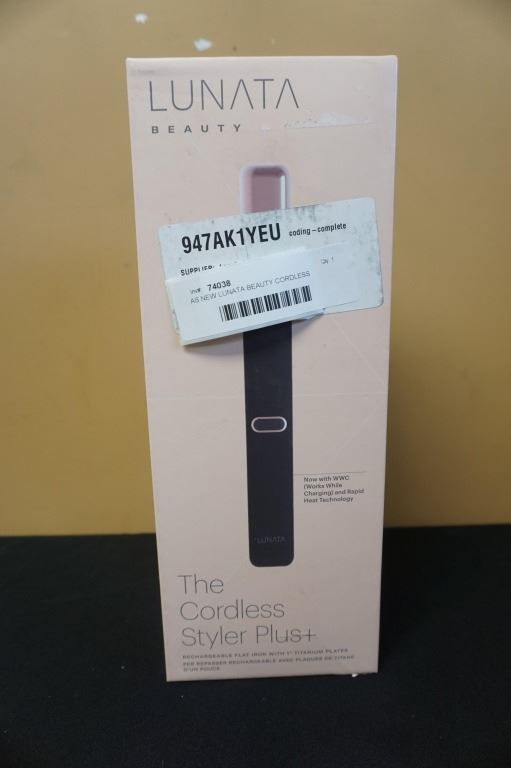 LUNATA
BEAUTY
947AK1YEU coding-complete
SUPPLIER:
Inv#: 74038
AS NEW LUNATA BEAUTY CORDLESS
Now with WWC
(Works While
Charging) and Rapid
Heat Technology
LUNATA
The
Cordless
Styler Plus+
RECHARGEABLE FLAT IRON WITH 1" TITANIUM PLATES
FER REPASSER RECHARGEABLE AVEC PLAQUES DE TITANE
D'UN POUCE